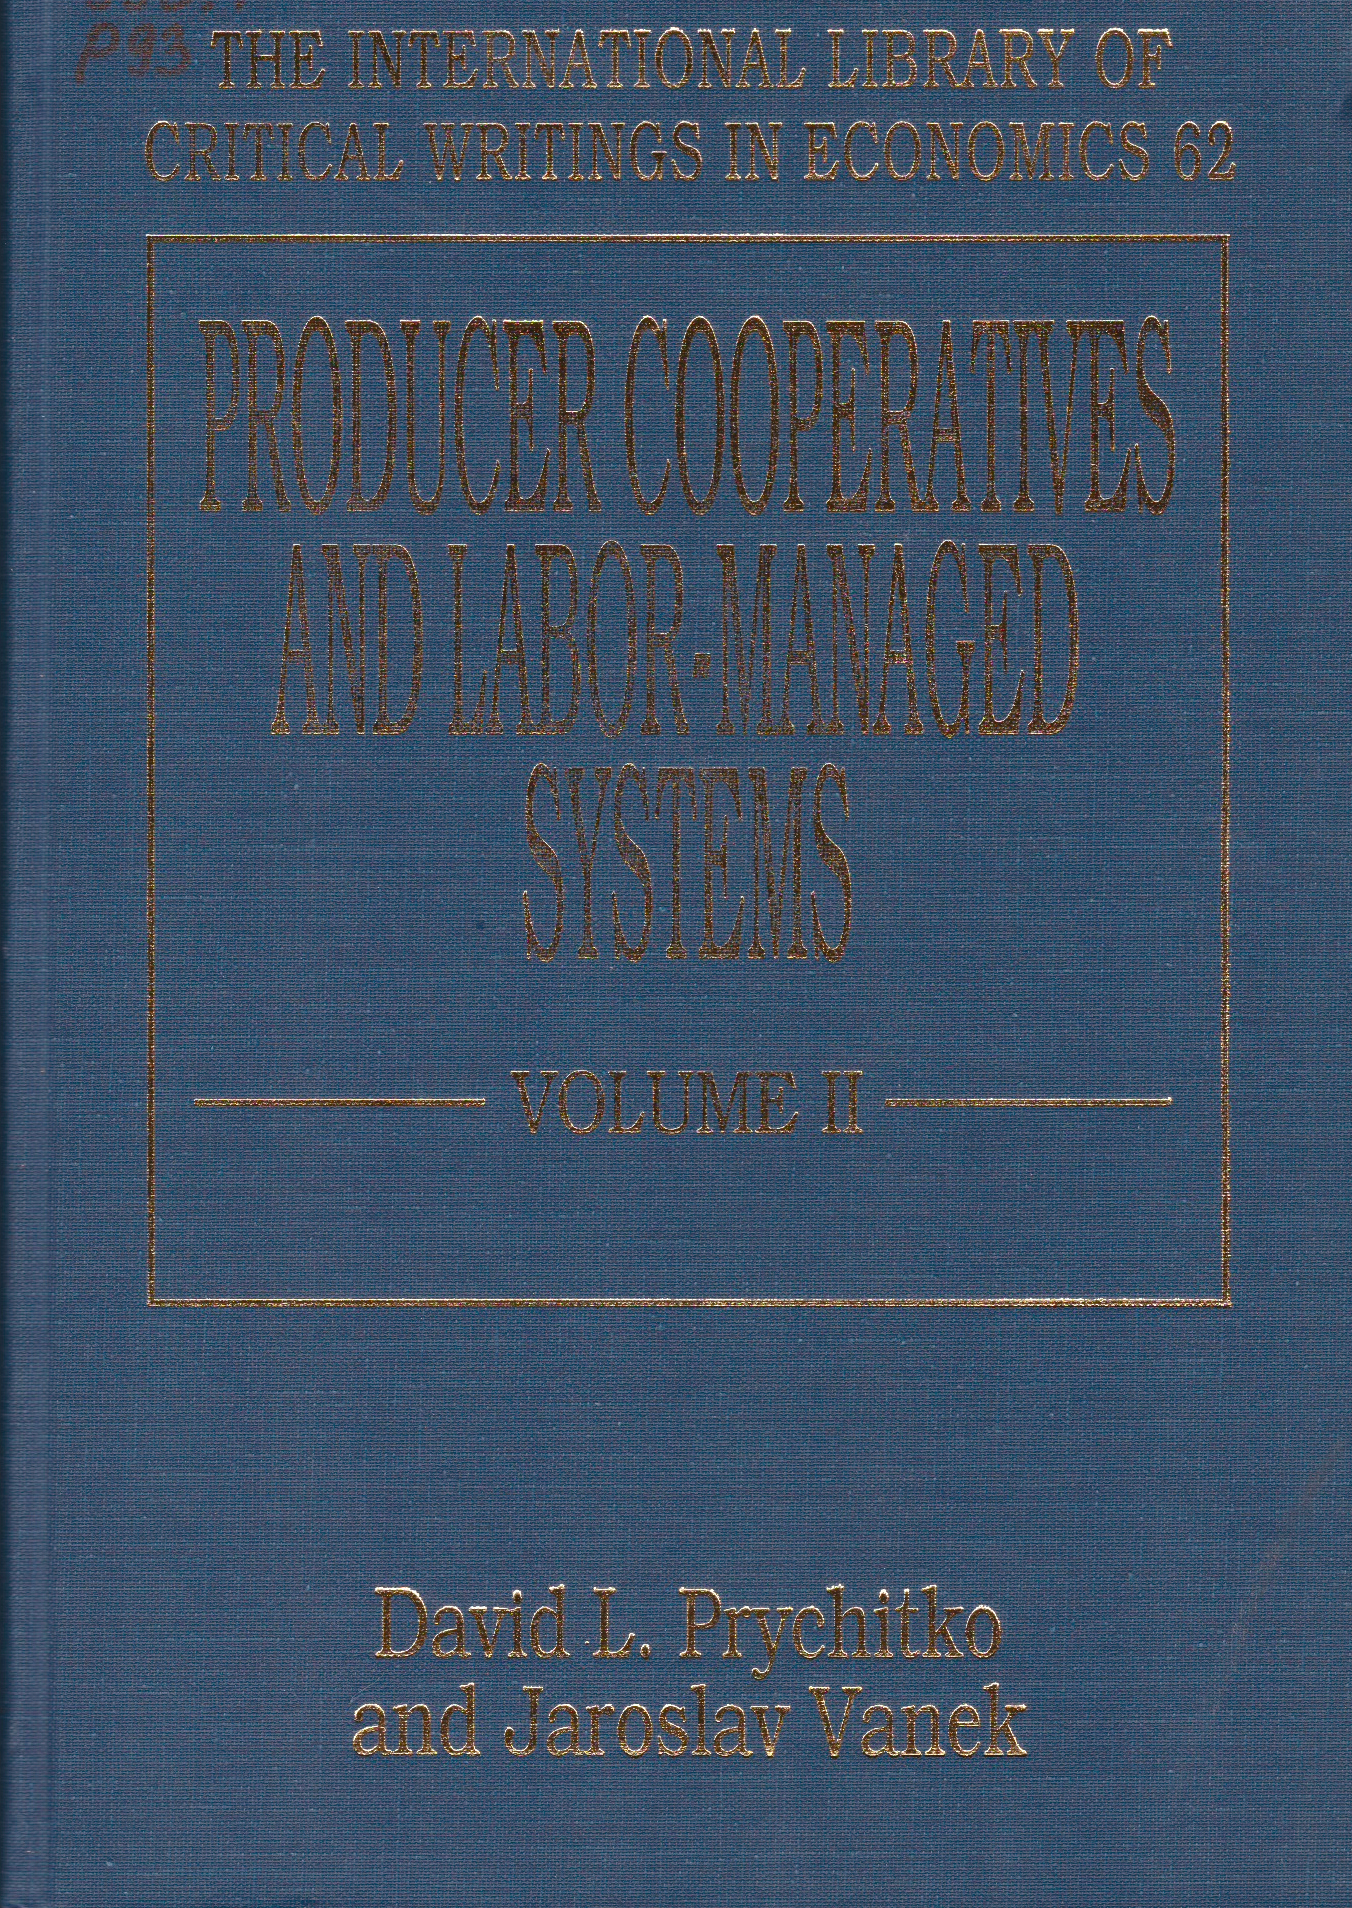 P93
THE INTERNATIONAL LIBRARY OF
CRITICAL WRITINGS IN ECONOMICS 62
PRODUCER COOPERATIVES
AND LABOR-MANAGED
SYSTEMS
VOLUME II
David L. Prychitko
and Jaroslav Vanek